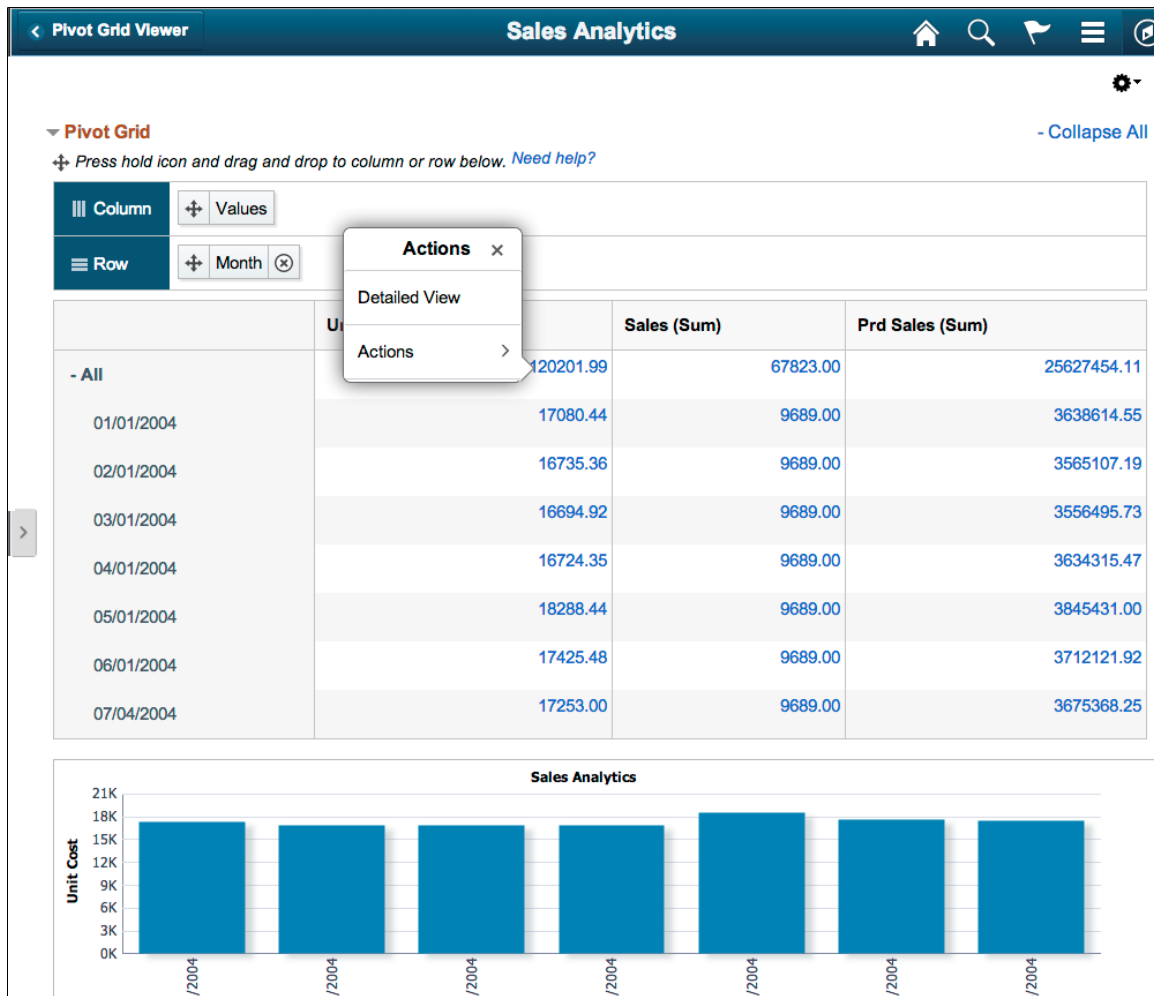 Pivot Grid Viewer
Sales Analytics
Pivot Grid
- Collapse All
Press hold icon and drag and drop to column or row below. Need help?
Column Values
Row Month
Actions
Detailed View
Actions
Sales (Sum) Prd Sales (Sum)
- All 120201.99 67823.00 25627454.11
01/01/2004 17080.44 9689.00 3638614.55
02/01/2004 16735.36 9689.00 3565107.19
03/01/2004 16694.92 9689.00 3556495.73
04/01/2004 16724.35 9689.00 3634315.47
05/01/2004 18288.44 9689.00 3845431.00
06/01/2004 17425.48 9689.00 3712121.92
07/04/2004 17253.00 9689.00 3675368.25
Sales Analytics
Unit Cost
21K
18K
15K
12K
9K
6K
3K
0K
/2004 /2004 /2004 /2004 /2004 /2004 /2004